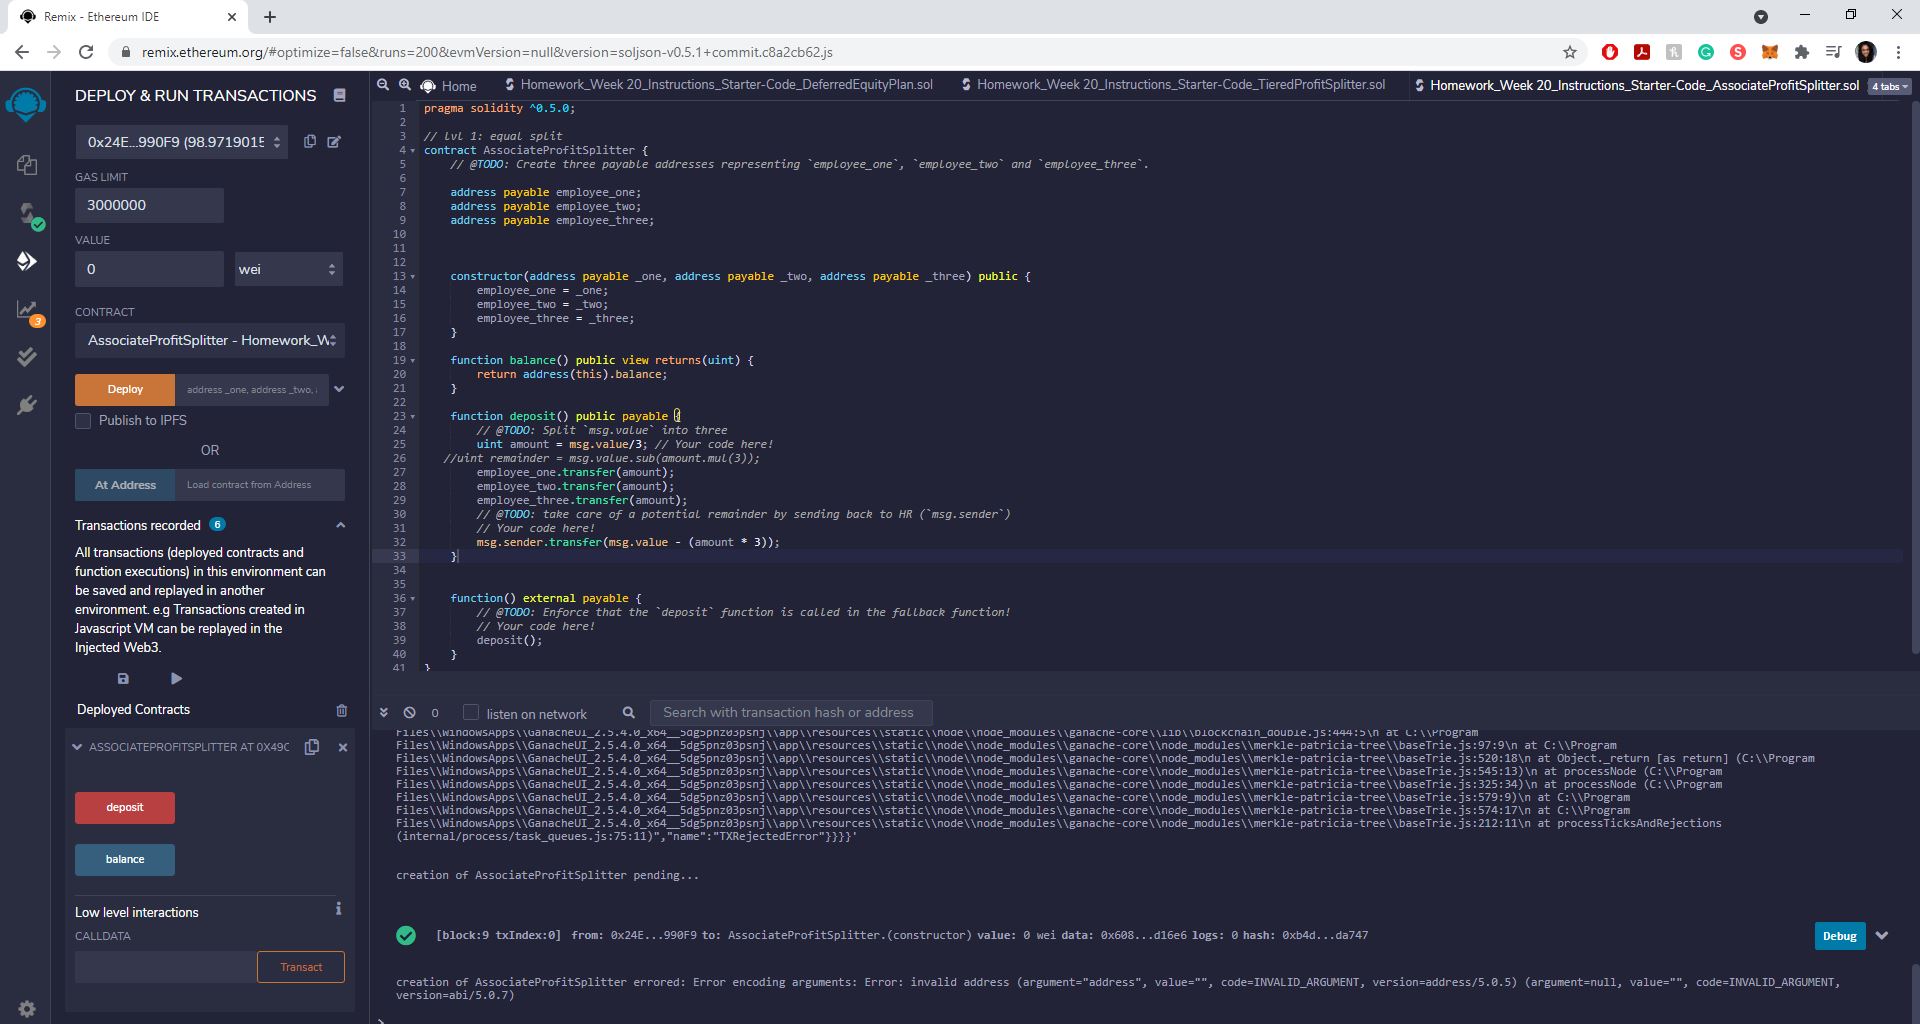 Remix - Ethereum IDE
remix.ethereum.org/#optimize=false&runs=200&evmVersion=null&version=soljson-v0.5.1+commit.c8a2cb62.js
DEPLOY & RUN TRANSACTIONS
0x24E...990F9 (98.9719015
GAS LIMIT
3000000
VALUE
0
wei
CONTRACT
AssociateProfitSplitter - Homework_W
Deploy
address _one, address _two,
Publish to IPFS
OR
At Address
Load contract from Address
Transactions recorded 6
All transactions (deployed contracts and
function executions) in this environment can
be saved and replayed in another
environment. e.g Transactions created in
Javascript VM can be replayed in the
Injected Web3.
Deployed Contracts
ASSOCIATEPROFITSPLITTER AT 0X49C
deposit
balance
Low level interactions
CALLDATA
Transact
3
Home
Homework_Week 20_Instructions_Starter-Code_DeferredEquityPlan.sol
Homework_Week 20_Instructions_Starter-Code_TieredProfitSplitter.sol
Homework_Week 20_Instructions_Starter-Code_AssociateProfitSplitter.sol
4 tabs
1 pragma solidity ^0.5.0;
2
3 // lvl 1: equal split
4 contract AssociateProfitSplitter {
5 // @TODO: Create three payable addresses representing `employee_one`, `employee_two` and `employee_three`.
6
7 address payable employee_one;
8 address payable employee_two;
9 address payable employee_three;
10
11
12
13 constructor(address payable _one, address payable _two, address payable _three) public {
14 employee_one = _one;
15 employee_two = _two;
16 employee_three = _three;
17 }
18
19 function balance() public view returns(uint) {
20 return address(this).balance;
21 }
22
23 function deposit() public payable {
24 // @TODO: Split `msg.value` into three
25 uint amount = msg.value/3; // Your code here!
26 //uint remainder = msg.value.sub(amount.mul(3));
27 employee_one.transfer(amount);
28 employee_two.transfer(amount);
29 employee_three.transfer(amount);
30 // @TODO: take care of a potential remainder by sending back to HR (`msg.sender`)
31 // Your code here!
32 msg.sender.transfer(msg.value - (amount * 3));
33 }
34
35
36 function() external payable {
37 // @TODO: Enforce that the `deposit` function is called in the fallback function!
38 // Your code here!
39 deposit();
40 }
41 }
0
listen on network
Search with transaction hash or address
Files\\WindowsApps\\GanacheUI_2.5.4.0_x64__5dg5pnz03psnj\\app\\resources\\static\\node\\node_modules\\ganache-core\\lib\\blockchain_double.js:444:5\n at C:\\Program
Files\\WindowsApps\\GanacheUI_2.5.4.0_x64__5dg5pnz03psnj\\app\\resources\\static\\node\\node_modules\\ganache-core\\node_modules\\merkle-patricia-tree\\baseTrie.js:97:9\n at C:\\Program
Files\\WindowsApps\\GanacheUI_2.5.4.0_x64__5dg5pnz03psnj\\app\\resources\\static\\node\\node_modules\\ganache-core\\node_modules\\merkle-patricia-tree\\baseTrie.js:520:18\n at Object._return [as return] (C:\\Program
Files\\WindowsApps\\GanacheUI_2.5.4.0_x64__5dg5pnz03psnj\\app\\resources\\static\\node\\node_modules\\ganache-core\\node_modules\\merkle-patricia-tree\\baseTrie.js:545:13)\n at processNode (C:\\Program
Files\\WindowsApps\\GanacheUI_2.5.4.0_x64__5dg5pnz03psnj\\app\\resources\\static\\node\\node_modules\\ganache-core\\node_modules\\merkle-patricia-tree\\baseTrie.js:325:34)\n at processNode (C:\\Program
Files\\WindowsApps\\GanacheUI_2.5.4.0_x64__5dg5pnz03psnj\\app\\resources\\static\\node\\node_modules\\ganache-core\\node_modules\\merkle-patricia-tree\\baseTrie.js:579:9)\n at C:\\Program
Files\\WindowsApps\\GanacheUI_2.5.4.0_x64__5dg5pnz03psnj\\app\\resources\\static\\node\\node_modules\\ganache-core\\node_modules\\merkle-patricia-tree\\baseTrie.js:574:17\n at C:\\Program
Files\\WindowsApps\\GanacheUI_2.5.4.0_x64__5dg5pnz03psnj\\app\\resources\\static\\node\\node_modules\\ganache-core\\node_modules\\merkle-patricia-tree\\baseTrie.js:212:11\n at processTicksAndRejections
(internal/process/task_queues.js:75:11)","name":"TXRejectedError"}}}}'
creation of AssociateProfitSplitter pending...
[block:9 txIndex:0] from: 0x24E...990F9 to: AssociateProfitSplitter.(constructor) value: 0 wei data: 0x608...d16e6 logs: 0 hash: 0xb4d...da747
Debug
creation of AssociateProfitSplitter errored: Error encoding arguments: Error: invalid address (argument="address", value="", code=INVALID_ARGUMENT, version=address/5.0.5) (argument=null, value="", code=INVALID_ARGUMENT,
version=abi/5.0.7)
>